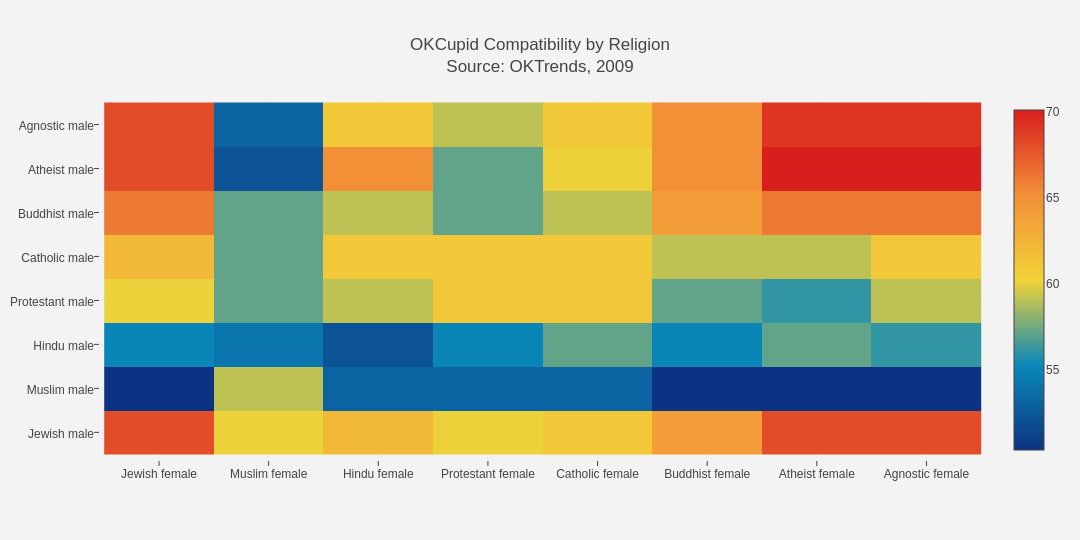 OKCupid Compatibility by Religion
Source: OKTrends, 2009
Agnostic male
Atheist male
Buddhist male
Catholic male
Protestant male
Hindu male
Muslim male
Jewish male
Jewish female
Muslim female
Hindu female
Protestant female
Catholic female
Buddhist female
Atheist female
Agnostic female
70
65
60
55